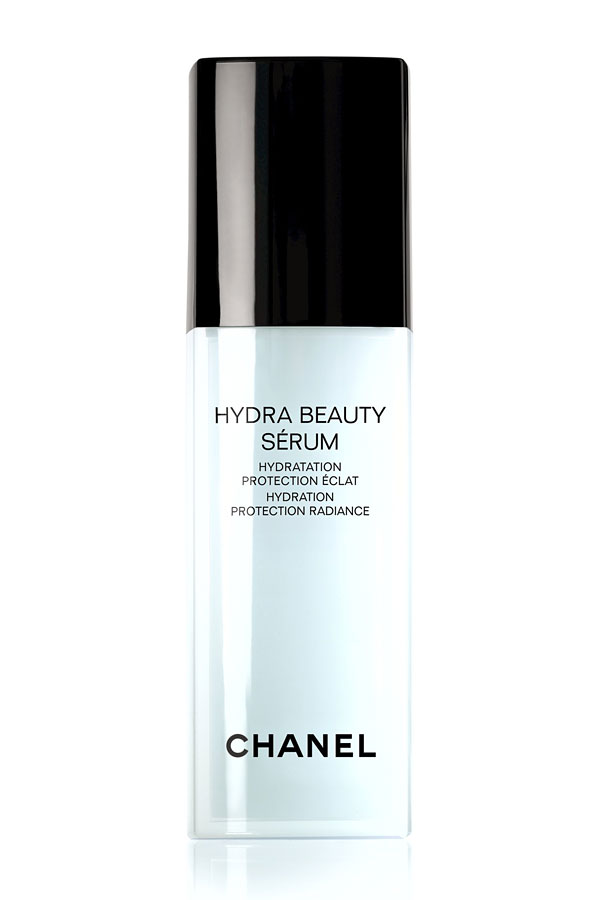 HYDRA BEAUTY
SÉRUM
HYDRATATION
PROTECTION ÉCLAT
HYDRATION
PROTECTION RADIANCE
CHANEL